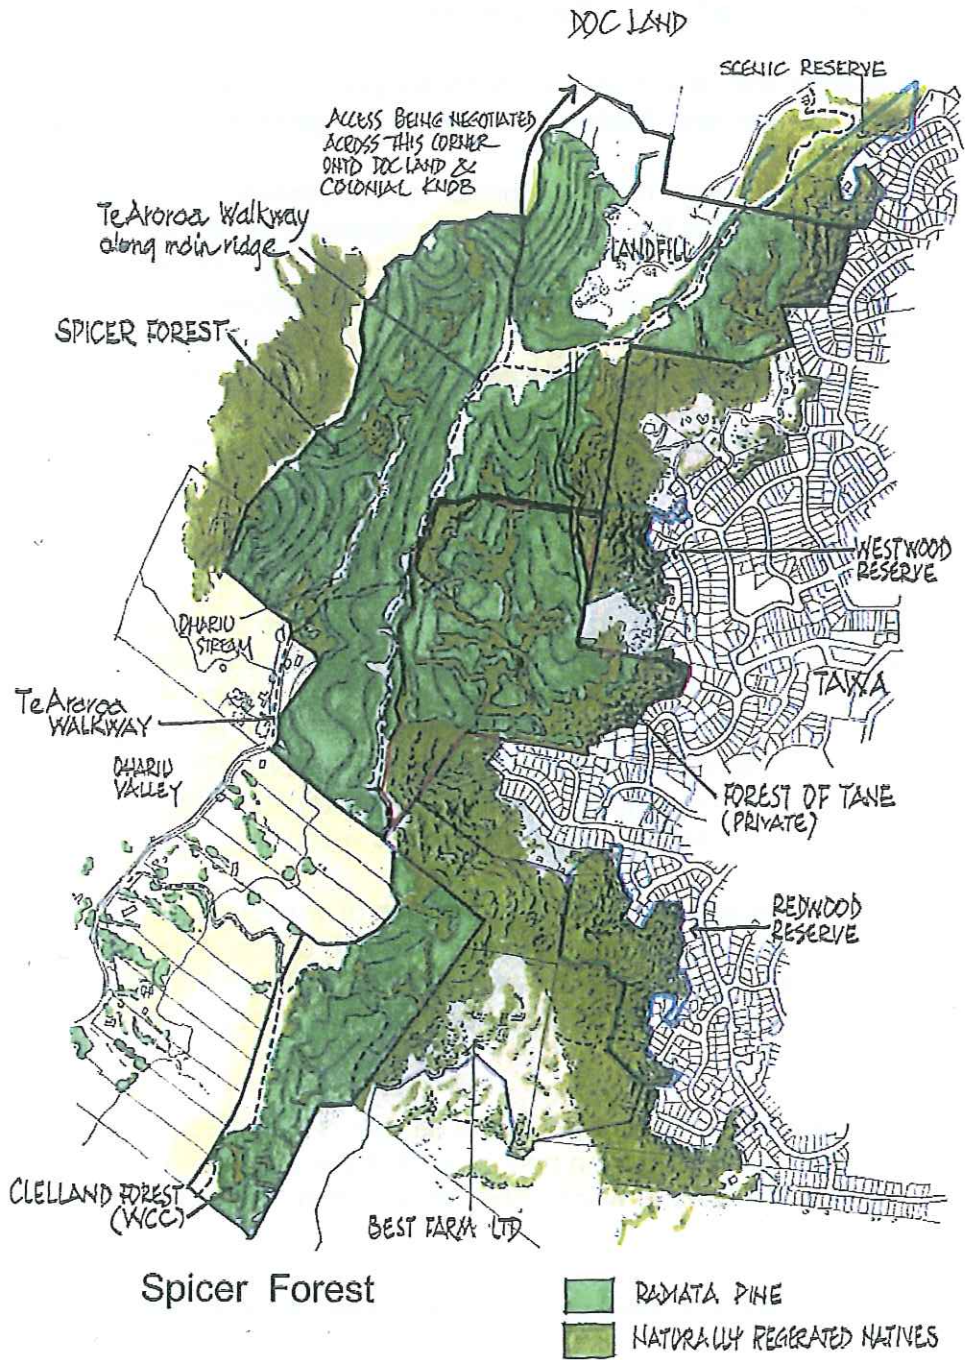 DOC LAND
SCENIC RESERVE
ACCESS BEING NEGOTIATED
ACROSS THIS CORNER
ONTO DOC LAND &
COLONIAL KNOB
Te Araroa Walkway
along main ridge
LANDFILL
SPICER FOREST
WESTWOOD
RESERVE
OHARIU
STREAM
TAWA
Te Araroa
WALKWAY
OHARIU
VALLEY
FOREST OF TANE
(PRIVATE)
REDWOOD
RESERVE
CLELLAND FOREST
(WCC)
BEST FARM LTD
Spicer Forest
RADIATA PINE
NATURALLY REGERATED NATIVES